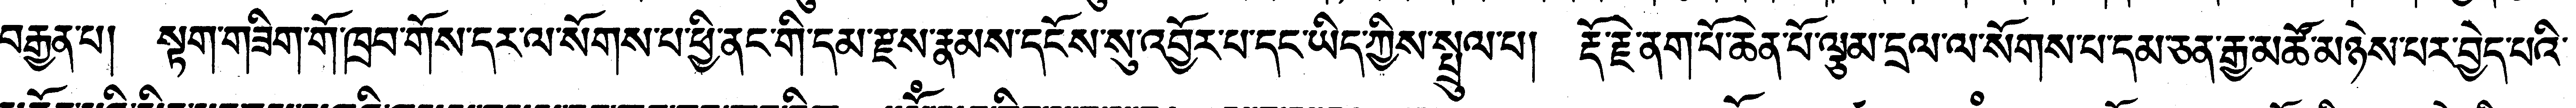 བརྒྱན་པ། སྟག་གཟིག་གོ་ཁྲབ་གོས་དར་ལ་སོགས་པ་ཕྱི་ནང་གི་དམ་རྫས་རྣམས་དངོས་སུ་འབྱོར་པ་དང་ཡིད་ཀྱིས་སྤྲུལ་པ། རྡོ་རྗེ་ནག་པོ་ཆེན་པོ་ལྕམ་དྲལ་ལ་སོགས་པ་དམ་ཅན་རྒྱ་མཚོ་མཉེས་པར་བྱེད་པའི་